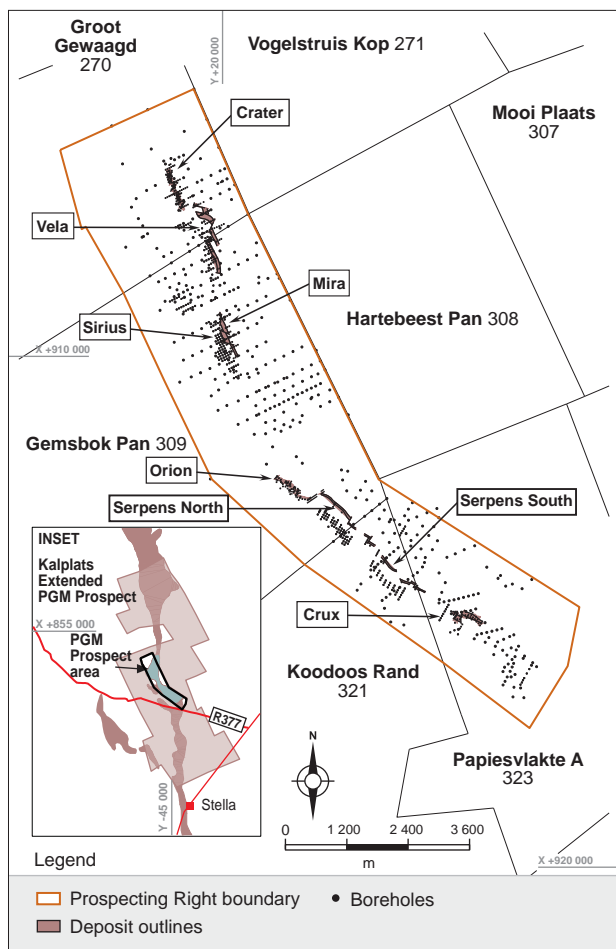 Groot
Gewaagd
270
Y +20 000
Vogelstruis Kop 271
Mooi Plaats
307
Crater
Vela
Mira
Hartebeest Pan 308
Sirius
X +910 000
Gemsbok Pan 309
Orion
Serpens North
Serpens South
INSET
Kalplats
Extended
PGM Prospect
X +855 000
PGM
Prospect
area
R377
Stella
Y -45 000
Crux
Koodoos Rand
321
Papiesvlakte A
323
N
0 1 200 2 400 3 600
m
X +920 000
Legend
Prospecting Right boundary
Boreholes
Deposit outlines